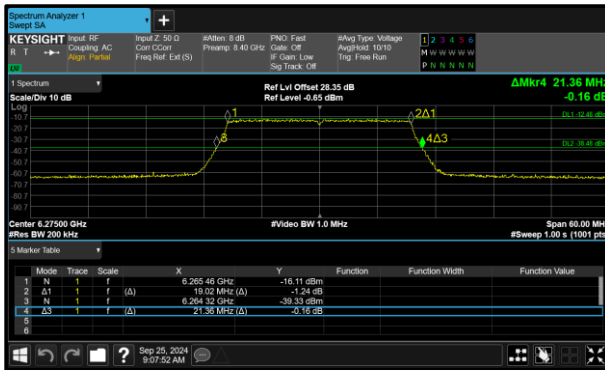 Spectrum Analyzer 1
Swept SA
KEYSIGHT Input: RF Input Z: 50 Ω #Atten: 8 dB PNO: Fast #Avg Type: Voltage 1 2 3 4 5 6
R T Coupling: AC Corr CCorr Preamp: 8.40 GHz Gate: Off Avg|Hold: 10/10 M W W W W W
Align: Partial Freq Ref: Ext (S) IF Gain: Low Trig: Free Run
Sig Track: Off P N N N N N
1 Spectrum Ref Lvl Offset 28.35 dB ΔMkr4 21.36 MHz
Scale/Div 10 dB Ref Level -0.65 dBm -0.16 dB
Log
-10.7 1 2Δ1
-20.7
-30.7 3 4Δ3
-40.7
-50.7
-60.7
-70.7
-80.7
-90.7
Center 6.27500 GHz #Video BW 1.0 MHz Span 60.00 MHz
#Res BW 200 kHz #Sweep 1.00 s (1001 pts)
5 Marker Table
Mode Trace Scale X Y Function Function Width Function Value
1 N 1 f 6.265 46 GHz -16.11 dBm
2 Δ1 1 f (Δ) 19.02 MHz (Δ) -1.24 dB
3 N 1 f 6.264 32 GHz -39.33 dBm
4 Δ3 1 f (Δ) 21.36 MHz (Δ) -0.16 dB
5
6
? Sep 25, 2024
9:07:52 AM